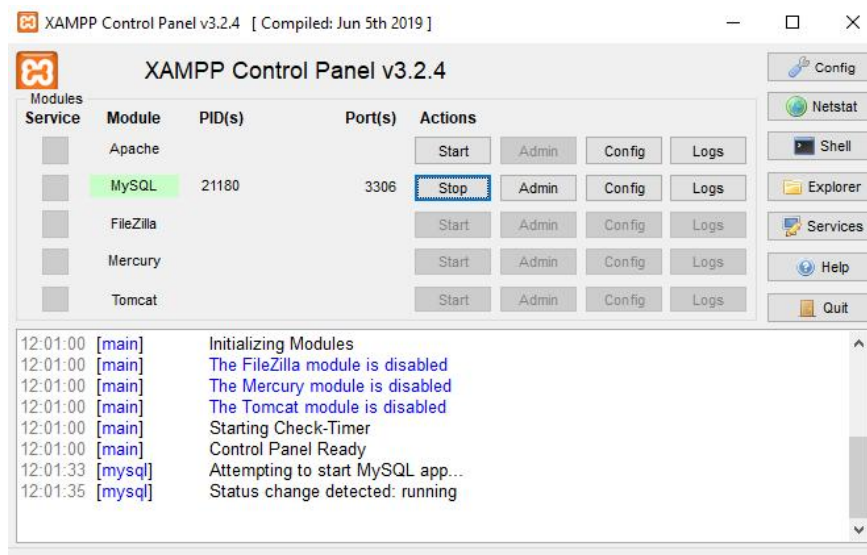 XAMPP Control Panel v3.2.4 [ Compiled: Jun 5th 2019 ]
XAMPP Control Panel v3.2.4
Config
Netstat
Shell
Explorer
Services
Help
Quit
Modules
Service Module PID(s) Port(s) Actions
Apache Start Admin Config Logs
MySQL 21180 3306 Stop Admin Config Logs
FileZilla Start Admin Config Logs
Mercury Start Admin Config Logs
Tomcat Start Admin Config Logs
12:01:00 [main] Initializing Modules
12:01:00 [main] The FileZilla module is disabled
12:01:00 [main] The Mercury module is disabled
12:01:00 [main] The Tomcat module is disabled
12:01:00 [main] Starting Check-Timer
12:01:00 [main] Control Panel Ready
12:01:33 [mysql] Attempting to start MySQL app...
12:01:35 [mysql] Status change detected: running